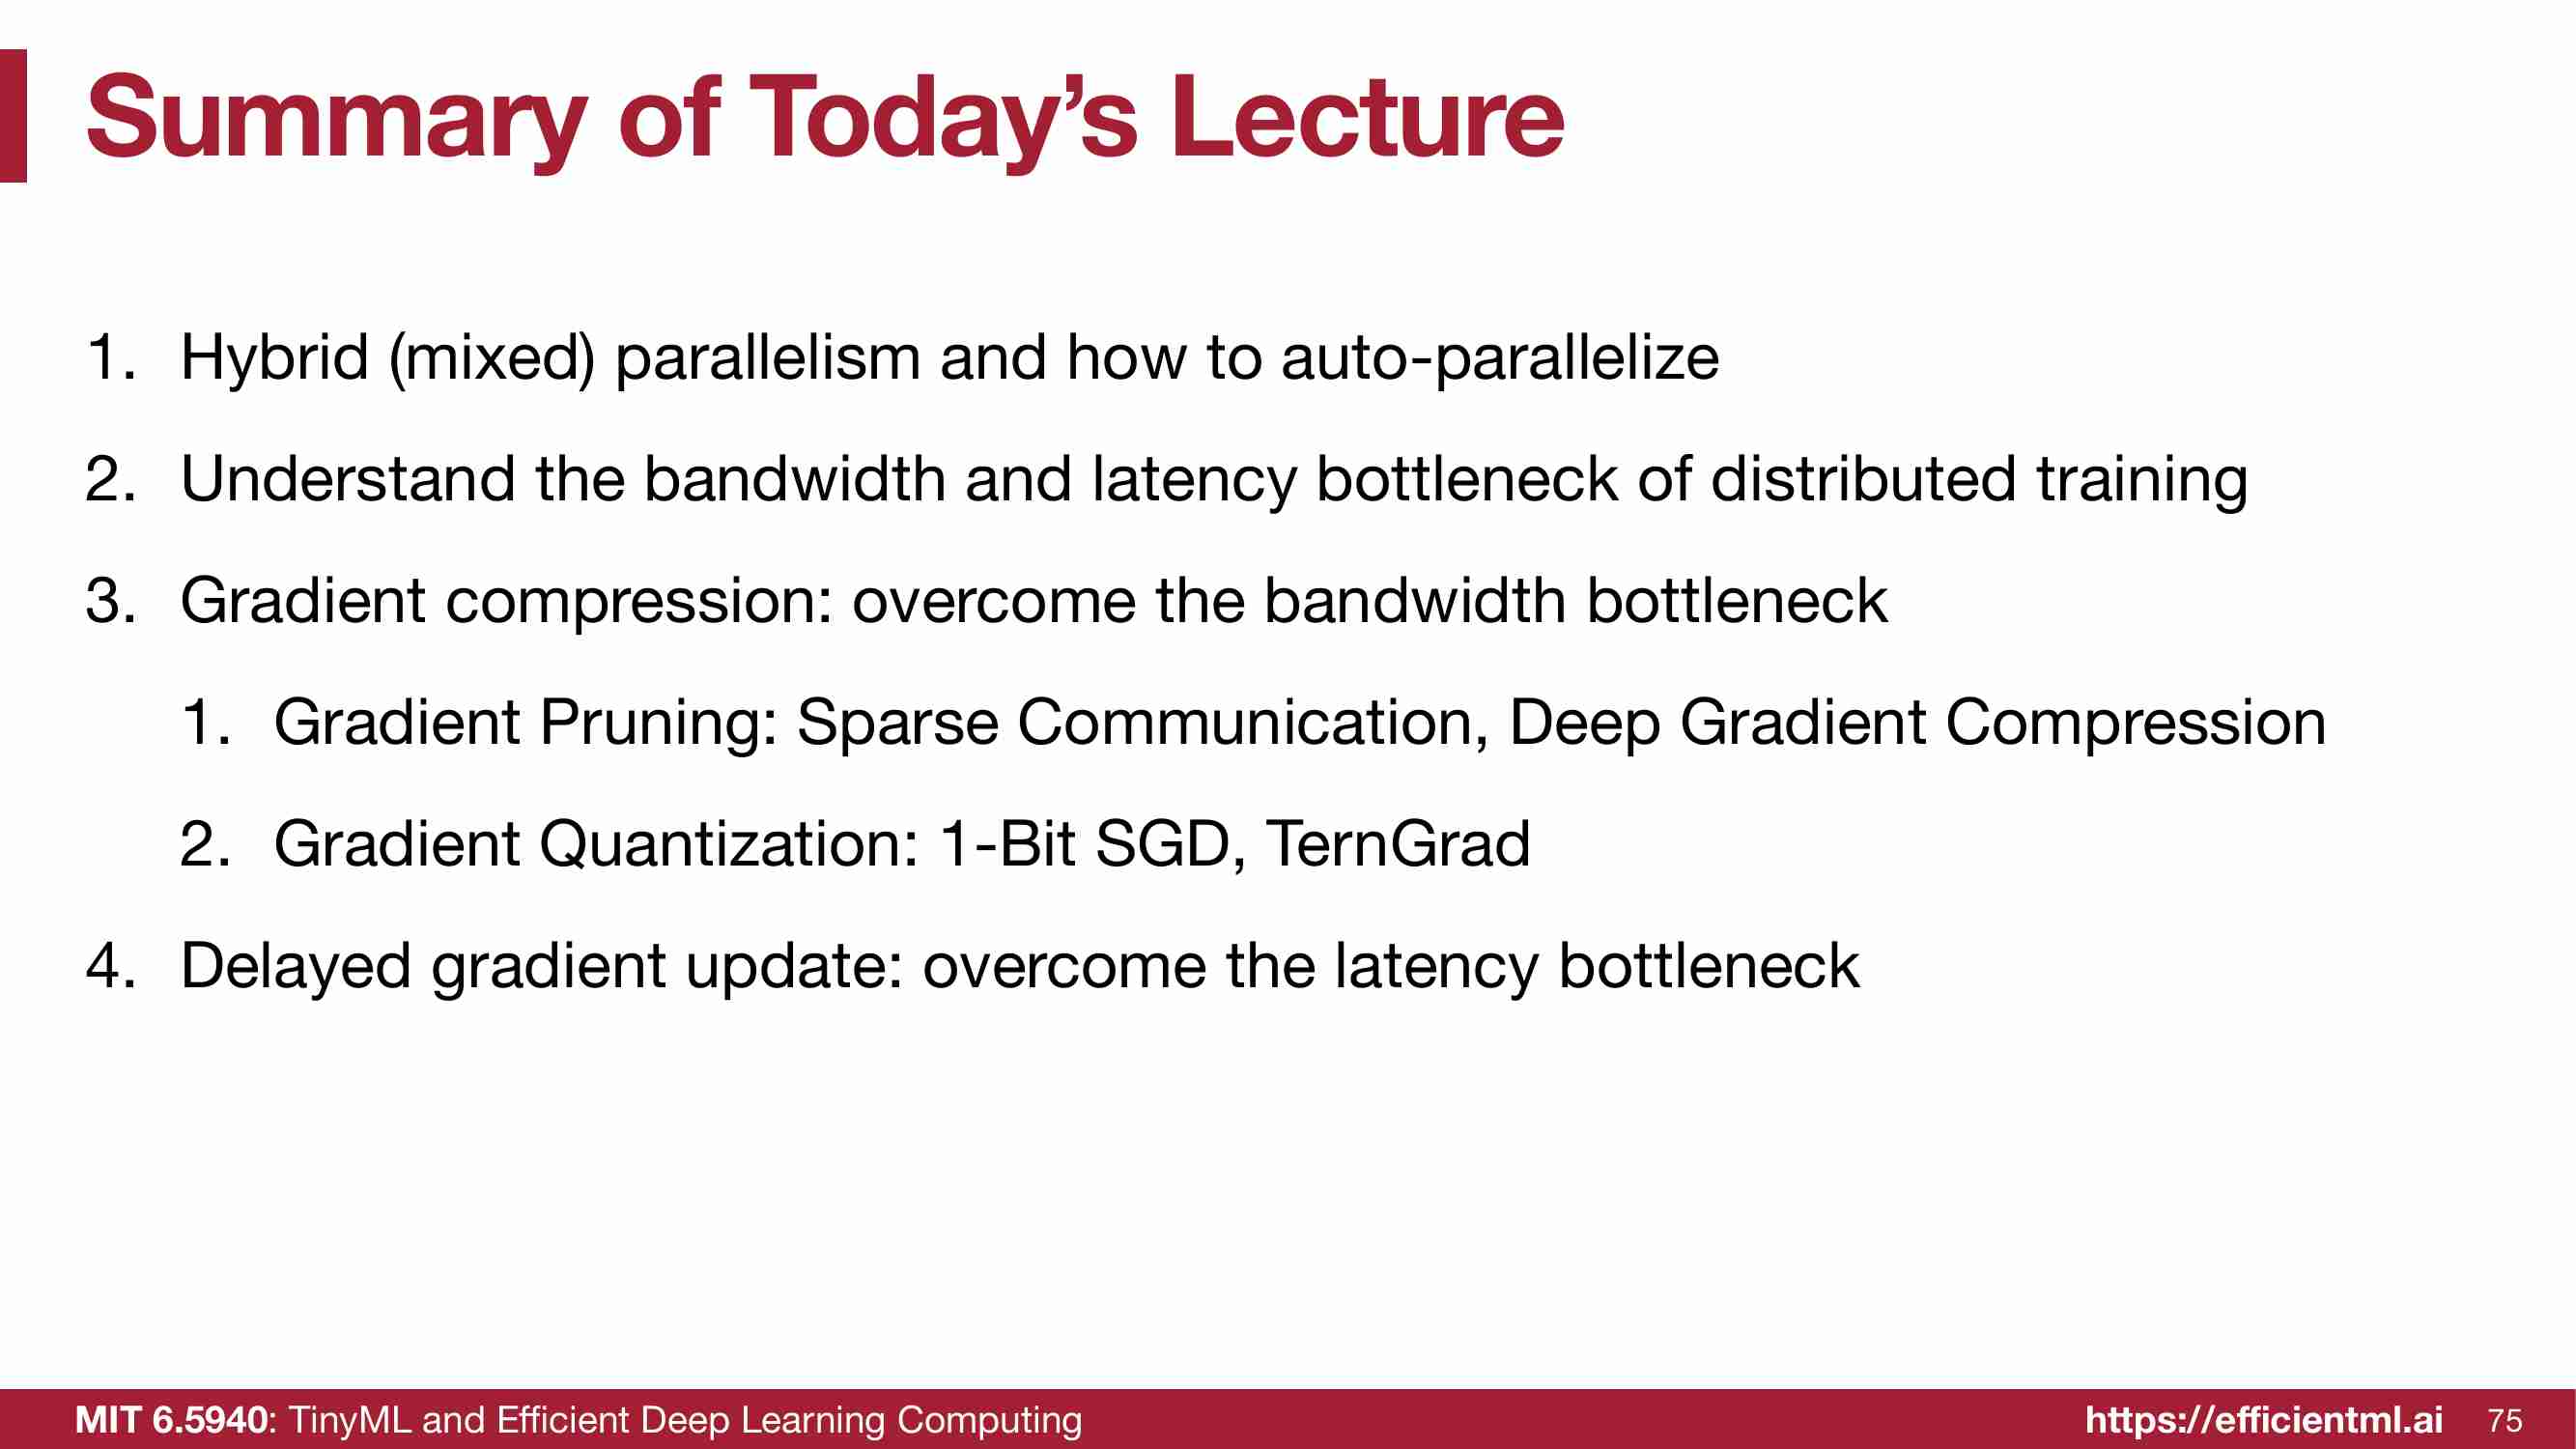 Summary of Today’s Lecture
1. Hybrid (mixed) parallelism and how to auto-parallelize
2. Understand the bandwidth and latency bottleneck of distributed training
3. Gradient compression: overcome the bandwidth bottleneck
1. Gradient Pruning: Sparse Communication, Deep Gradient Compression
2. Gradient Quantization: 1-Bit SGD, TernGrad
4. Delayed gradient update: overcome the latency bottleneck
MIT 6.5940: TinyML and Efficient Deep Learning Computing
https://efficientml.ai 75